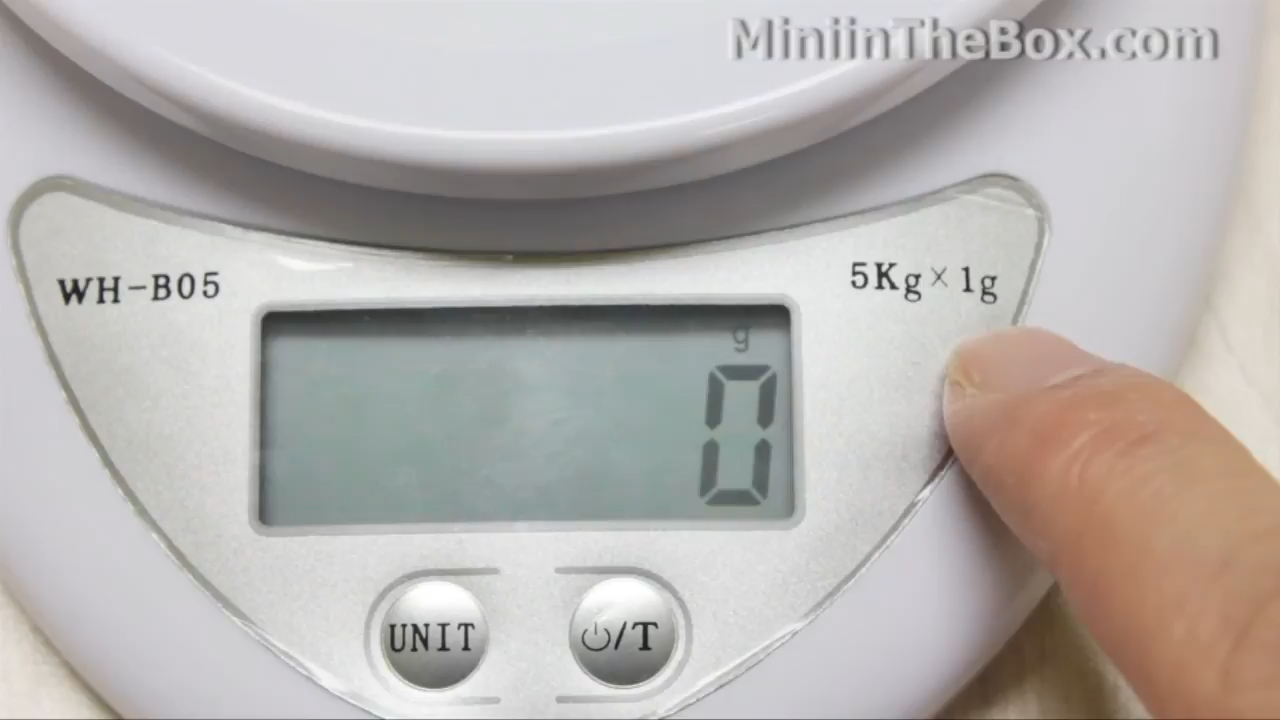 MiniinTheBox.com
WH-B05
5Kg×1g
g
0
UNIT
⏻/T